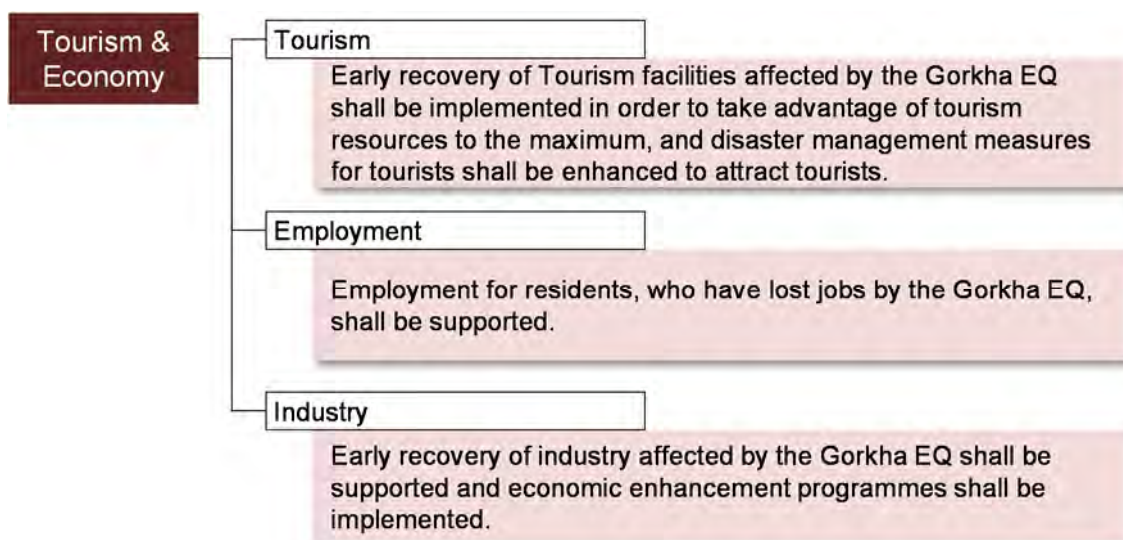 Tourism &
Economy
Tourism
Early recovery of Tourism facilities affected by the Gorkha EQ
shall be implemented in order to take advantage of tourism
resources to the maximum, and disaster management measures
for tourists shall be enhanced to attract tourists.
Employment
Employment for residents, who have lost jobs by the Gorkha EQ,
shall be supported.
Industry
Early recovery of industry affected by the Gorkha EQ shall be
supported and economic enhancement programmes shall be
implemented.